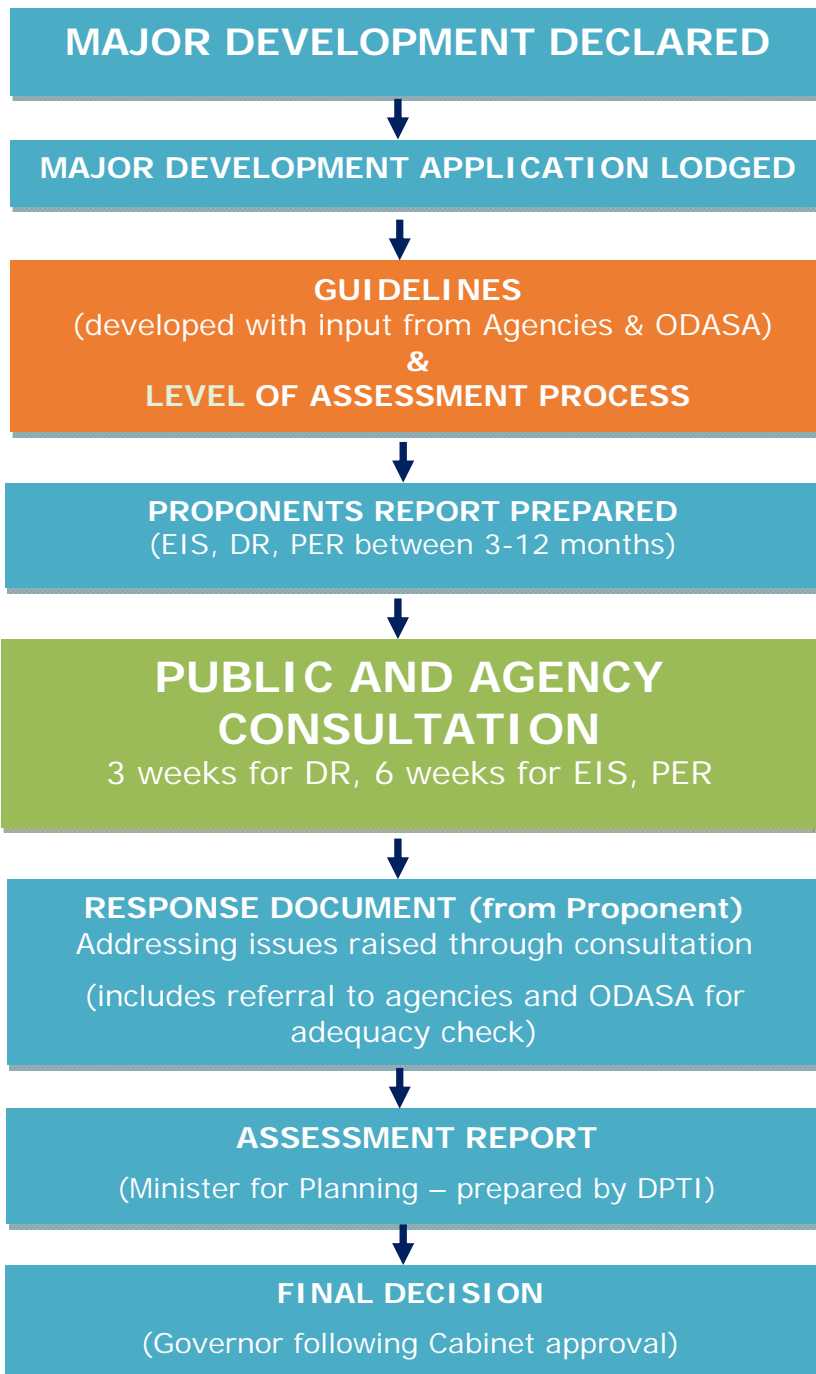 MAJOR DEVELOPMENT DECLARED
MAJOR DEVELOPMENT APPLICATION LODGED
GUIDELINES
(developed with input from Agencies & ODASA)
&
LEVEL OF ASSESSMENT PROCESS
PROPONENTS REPORT PREPARED
(EIS, DR, PER between 3-12 months)
PUBLIC AND AGENCY
CONSULTATION
3 weeks for DR, 6 weeks for EIS, PER
RESPONSE DOCUMENT (from Proponent)
Addressing issues raised through consultation
(includes referral to agencies and ODASA for
adequacy check)
ASSESSMENT REPORT
(Minister for Planning – prepared by DPTI)
FINAL DECISION
(Governor following Cabinet approval)